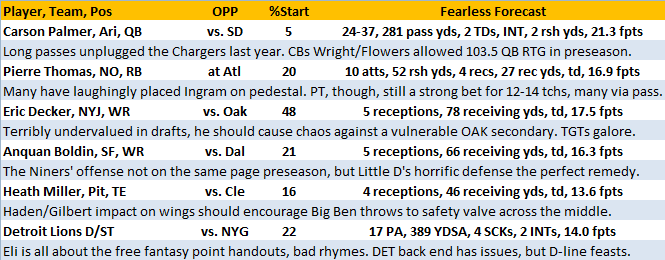 Player, Team, Pos OPP %Start Fearless Forecast
Carson Palmer, Ari, QB vs. SD 5 24-37, 281 pass yds, 2 TDs, INT, 2 rsh yds, 21.3 fpts
Long passes unplugged the Chargers last year. CBs Wright/Flowers allowed 103.5 QB RTG in preseason.
Pierre Thomas, NO, RB at Atl 20 10 atts, 52 rsh yds, 4 recs, 27 rec yds, td, 16.9 fpts
Many have laughingly placed Ingram on pedestal. PT, though, still a strong bet for 12-14 tchs, many via pass.
Eric Decker, NYJ, WR vs. Oak 48 5 receptions, 78 receiving yds, td, 17.5 fpts
Terribly undervalued in drafts, he should cause chaos against a vulnerable OAK secondary. TGTs galore.
Anquan Boldin, SF, WR vs. Dal 21 5 receptions, 66 receiving yds, td, 16.3 fpts
The Niners' offense not on the same page preseason, but Little D's horrific defense the perfect remedy.
Heath Miller, Pit, TE vs. Cle 16 4 receptions, 46 receiving yds, td, 13.6 fpts
Haden/Gilbert impact on wings should encourage Big Ben throws to safety valve across the middle.
Detroit Lions D/ST vs. NYG 22 17 PA, 389 YDSA, 4 SCKs, 2 INTs, 14.0 fpts
Eli is all about the free fantasy point handouts, bad rhymes. DET back end has issues, but D-line feasts.